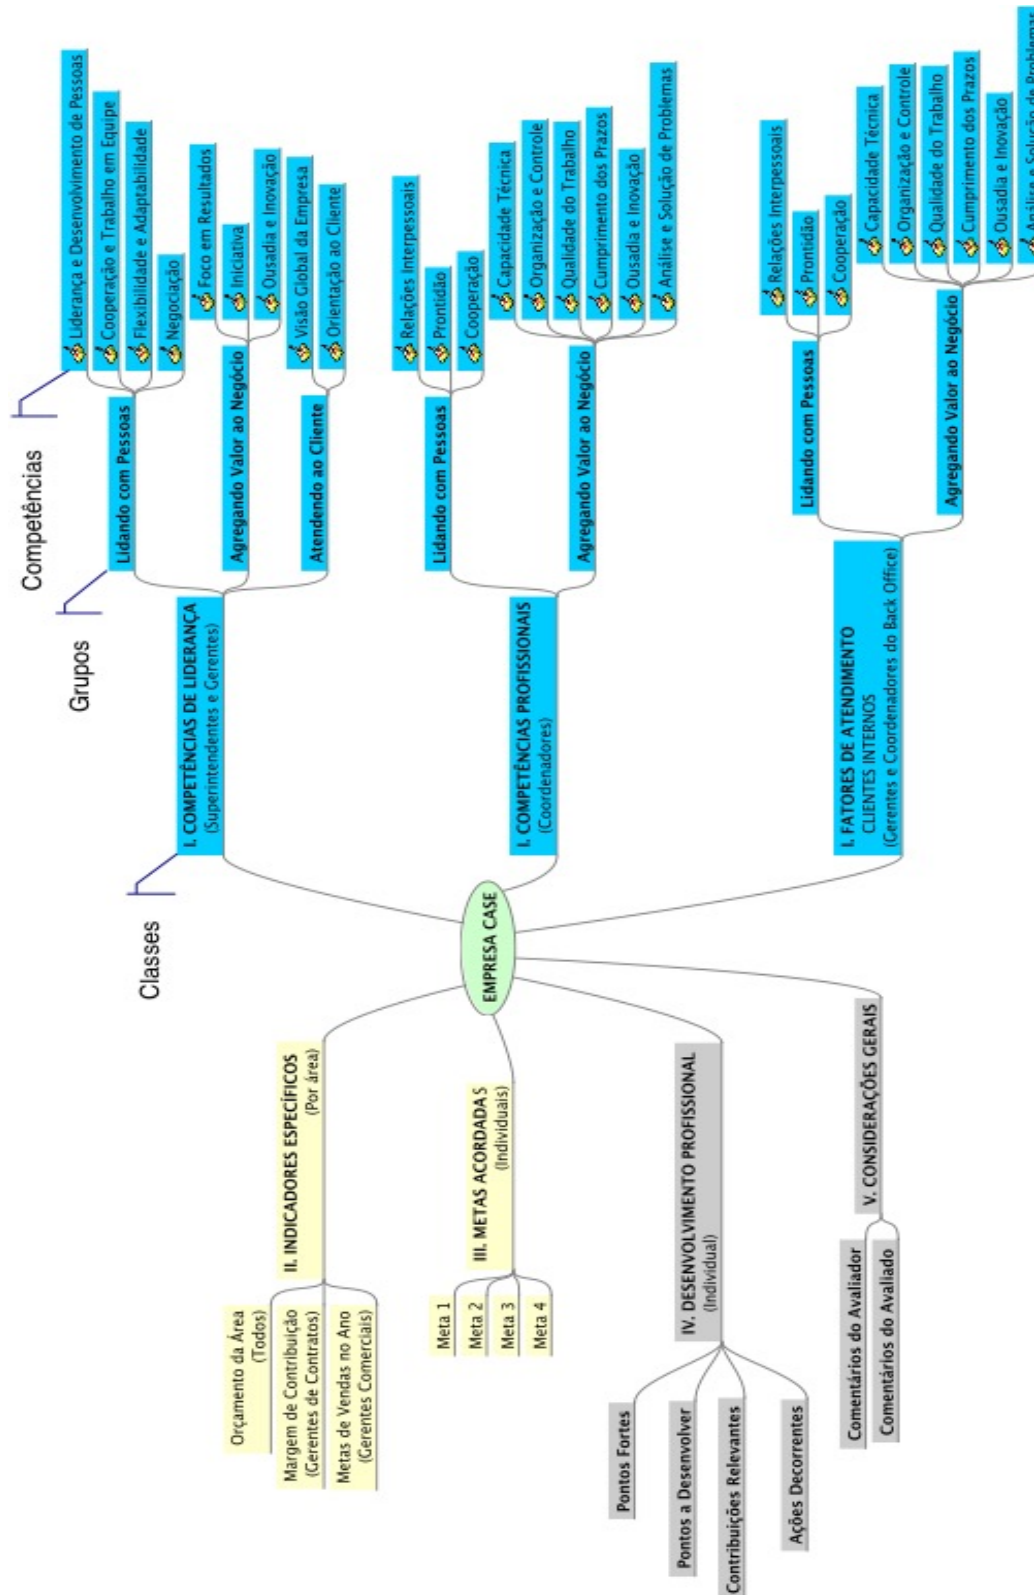 Classes
Grupos
Competências
EMPRESA CASE
I. COMPETÊNCIAS DE LIDERANÇA
(Superintendentes e Gerentes)
Lidando com Pessoas
Liderança e Desenvolvimento de Pessoas
Cooperação e Trabalho em Equipe
Flexibilidade e Adaptabilidade
Negociação
Agregando Valor ao Negócio
Foco em Resultados
Iniciativa
Ousadia e Inovação
Atendendo ao Cliente
Visão Global da Empresa
Orientação ao Cliente
I. COMPETÊNCIAS PROFISSIONAIS
(Coordenadores)
Lidando com Pessoas
Relações Interpessoais
Prontidão
Cooperação
Agregando Valor ao Negócio
Capacidade Técnica
Organização e Controle
Qualidade do Trabalho
Cumprimento dos Prazos
Ousadia e Inovação
Análise e Solução de Problemas
I. FATORES DE ATENDIMENTO
CLIENTES INTERNOS
(Gerentes e Coordenadores do Back Office)
Lidando com Pessoas
Relações Interpessoais
Prontidão
Cooperação
Agregando Valor ao Negócio
Capacidade Técnica
Organização e Controle
Qualidade do Trabalho
Cumprimento dos Prazos
Ousadia e Inovação
Análise e Solução de Problemas
II. INDICADORES ESPECÍFICOS
(Por área)
Orçamento da Área
(Todos)
Margem de Contribuição
(Gerentes de Contratos)
Metas de Vendas no Ano
(Gerentes Comerciais)
III. METAS ACORDADAS
(Individuais)
Meta 1
Meta 2
Meta 3
Meta 4
IV. DESENVOLVIMENTO PROFISSIONAL
(Individual)
Pontos Fortes
Pontos a Desenvolver
Contribuições Relevantes
Ações Decorrentes
V. CONSIDERAÇÕES GERAIS
Comentários do Avaliador
Comentários do Avaliado